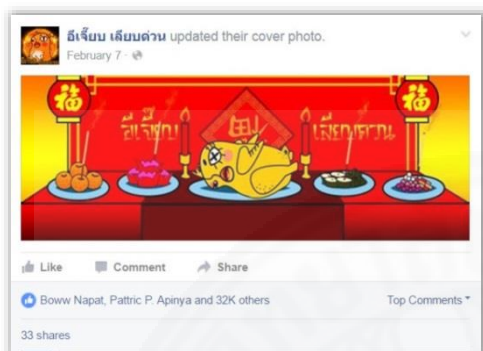 อีเจี๊ยบ เลียบด่วน updated their cover photo.
February 7
福 福
อีเจี๊ยบ เลียบด่วน
Like Comment Share
Boww Napat, Pattric P. Apinya and 32K others Top Comments
33 shares